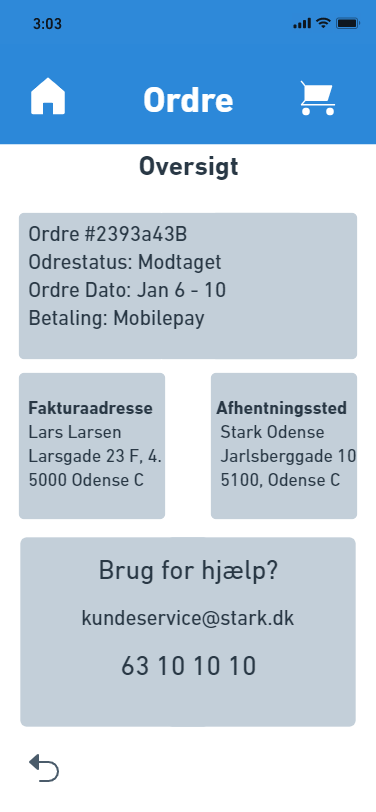 3:03
Ordre
Oversigt
Ordre #2393a43B
Odrestatus: Modtaget
Ordre Dato: Jan 6 - 10
Betaling: Mobilepay
Fakturaadresse
Lars Larsen
Larsgade 23 F, 4.
5000 Odense C
Afhentningssted
Stark Odense
Jarlsberggade 10
5100, Odense C
Brug for hjælp?
kundeservice@stark.dk
63 10 10 10